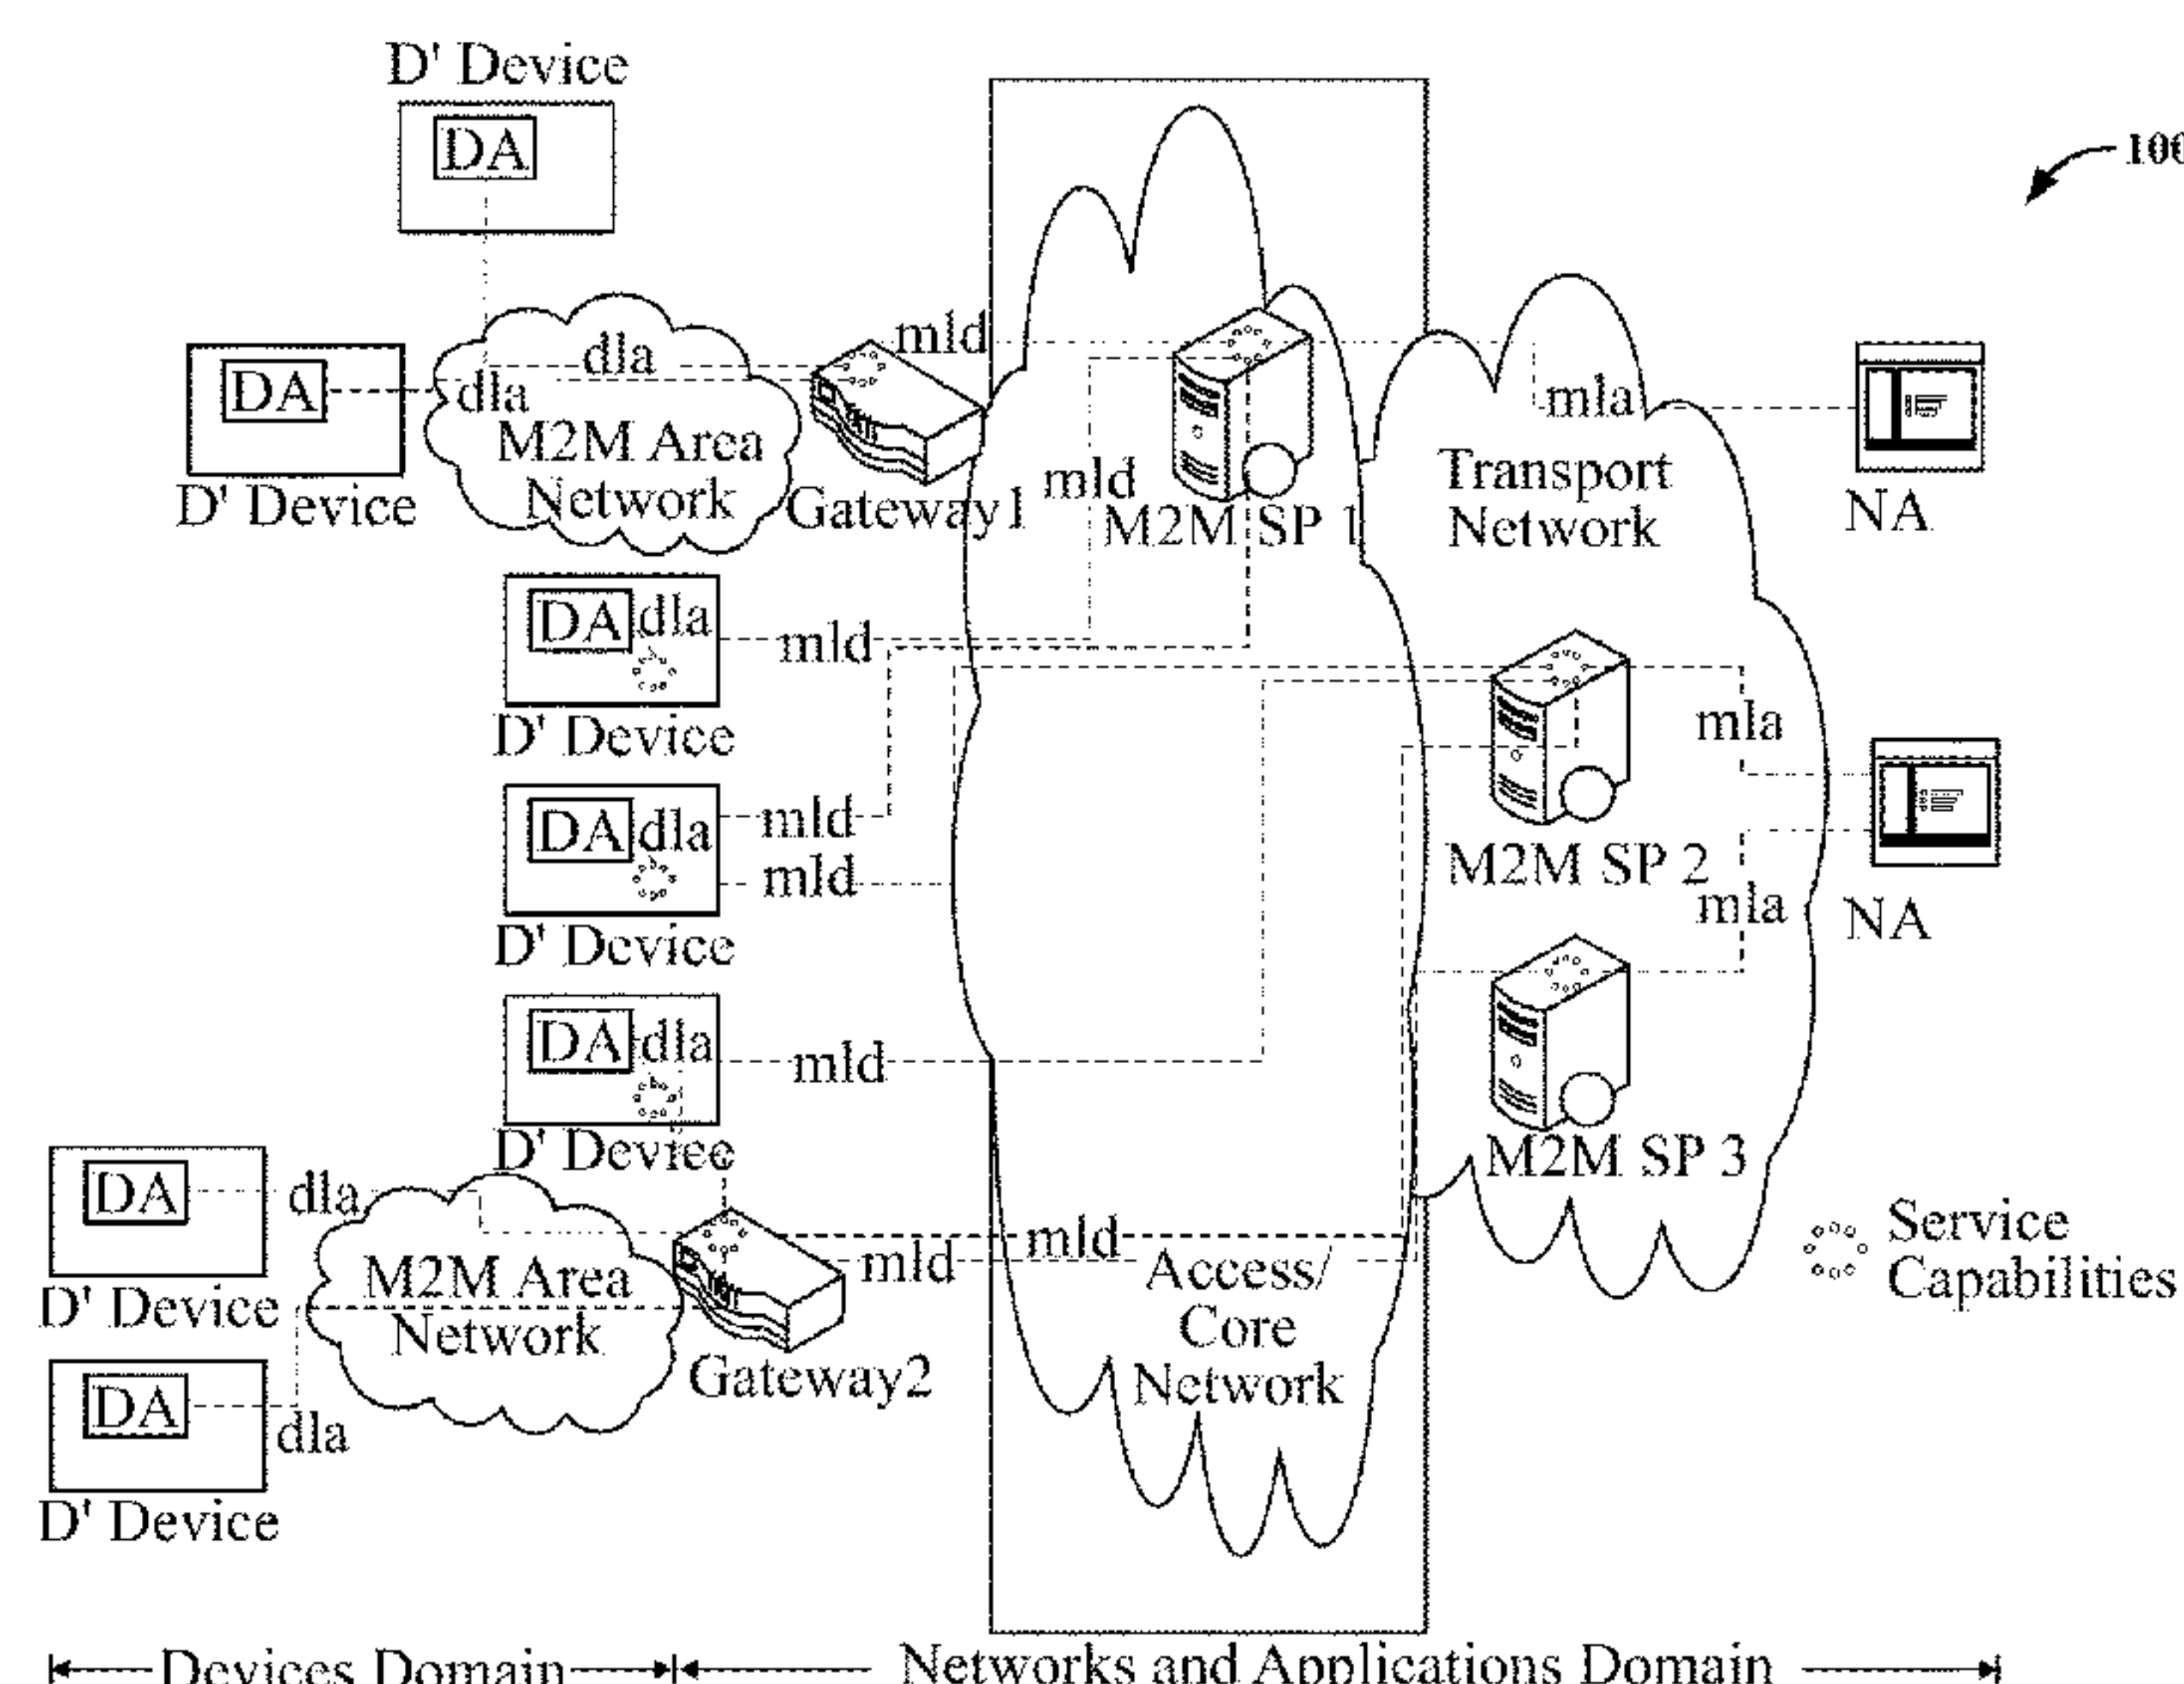 D' Device
DA
100
mld
dla
DA
dla
mla
M2M Area
Network
D' Device
Gateway1
mld
M2M SP 1
Transport
Network
NA
DA
dla
mld
D' Device
mla
DA
dla
mld
mld
D' Device
M2M SP 2
mla
NA
DA
dla
mld
D' Device
M2M SP 3
DA
dla
D' Device
M2M Area
Network
Gateway2
mld
mld
Access/
Core
Network
Service
Capabilities
DA
dla
D' Device
Devices Domain
Networks and Applications Domain